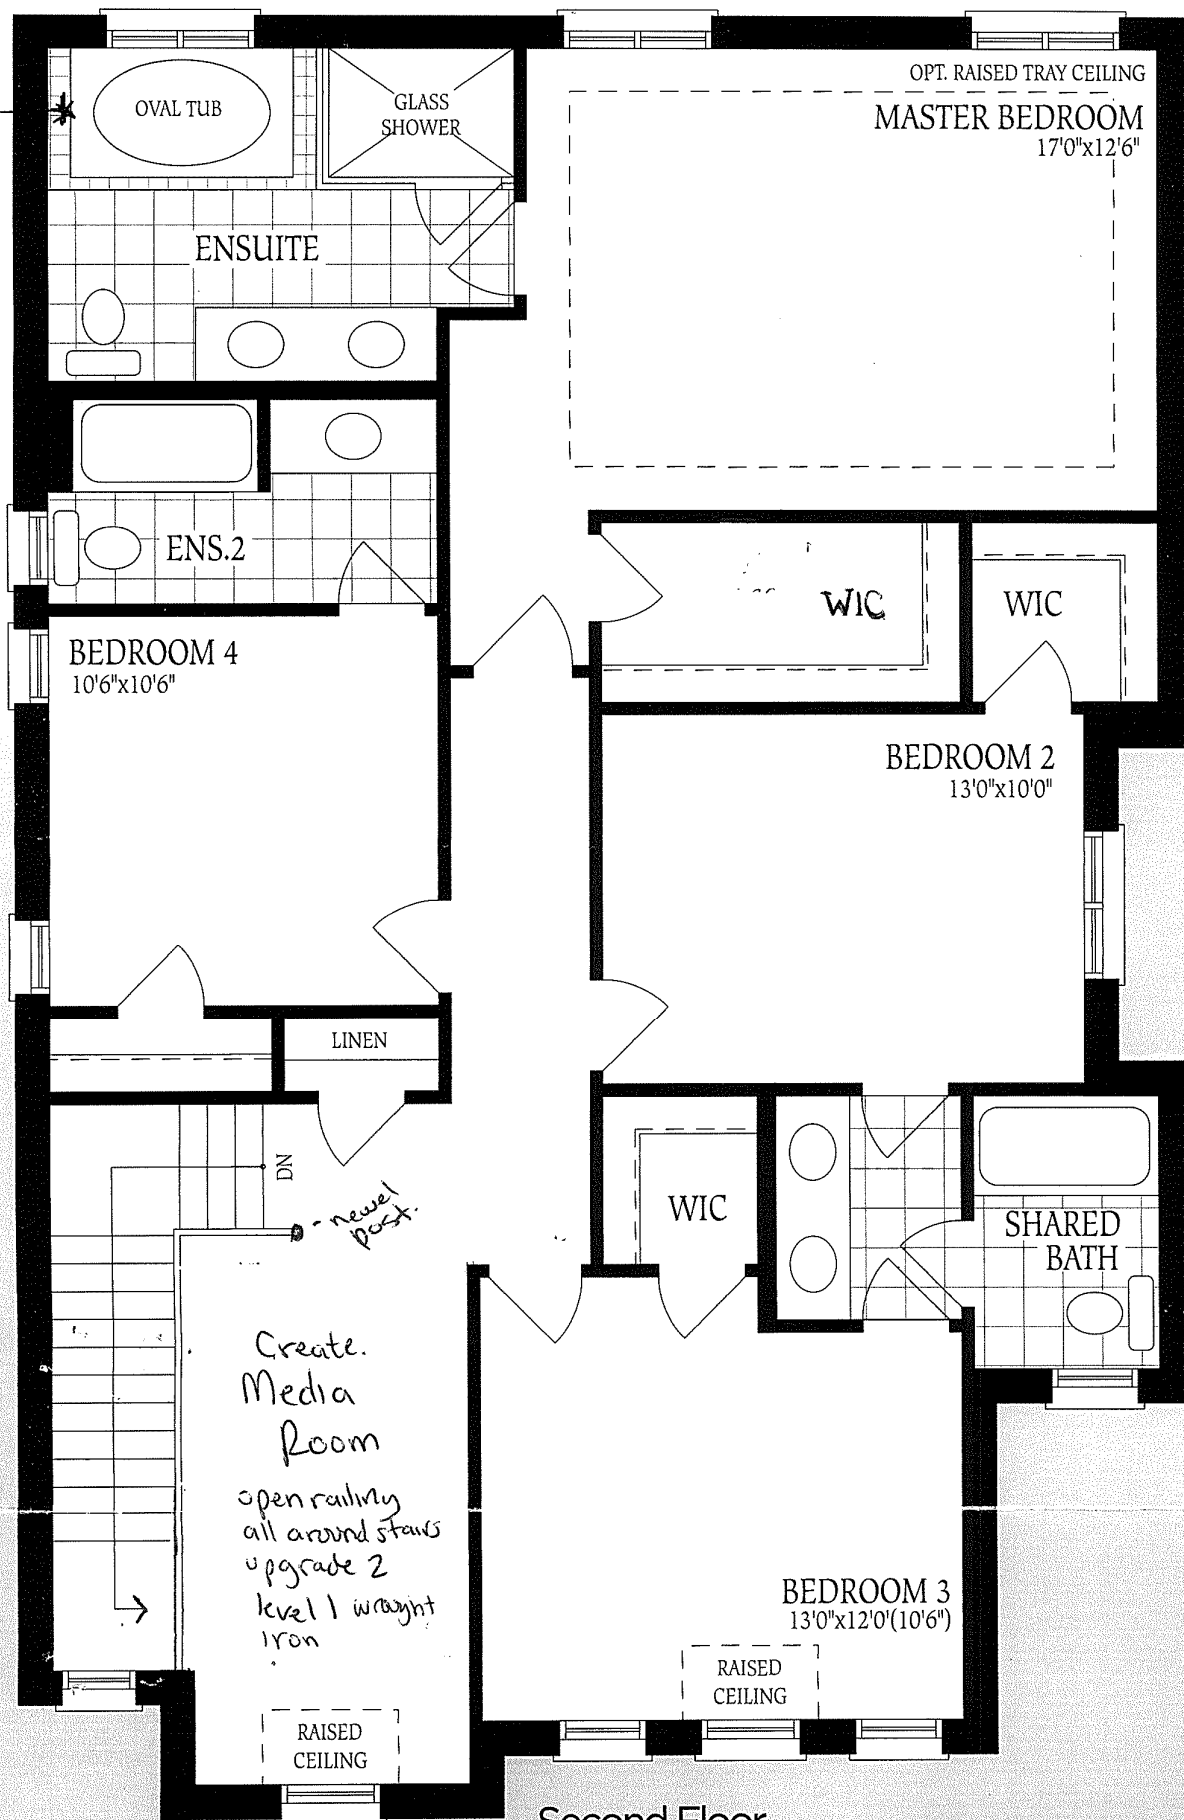 OVAL TUB
GLASS
SHOWER
OPT. RAISED TRAY CEILING
MASTER BEDROOM
17'0"x12'6"
ENSUITE
ENS.2
WIC
WIC
BEDROOM 4
10'6"x10'6"
BEDROOM 2
13'0"x10'0"
LINEN
DN
- newel
post.
WIC
SHARED
BATH
Create.
Media
Room
open railing
all around stairs
upgrade 2
level 1 wrought
Iron
BEDROOM 3
13'0"x12'0'(10'6")
RAISED
CEILING
RAISED
CEILING
Second Floor